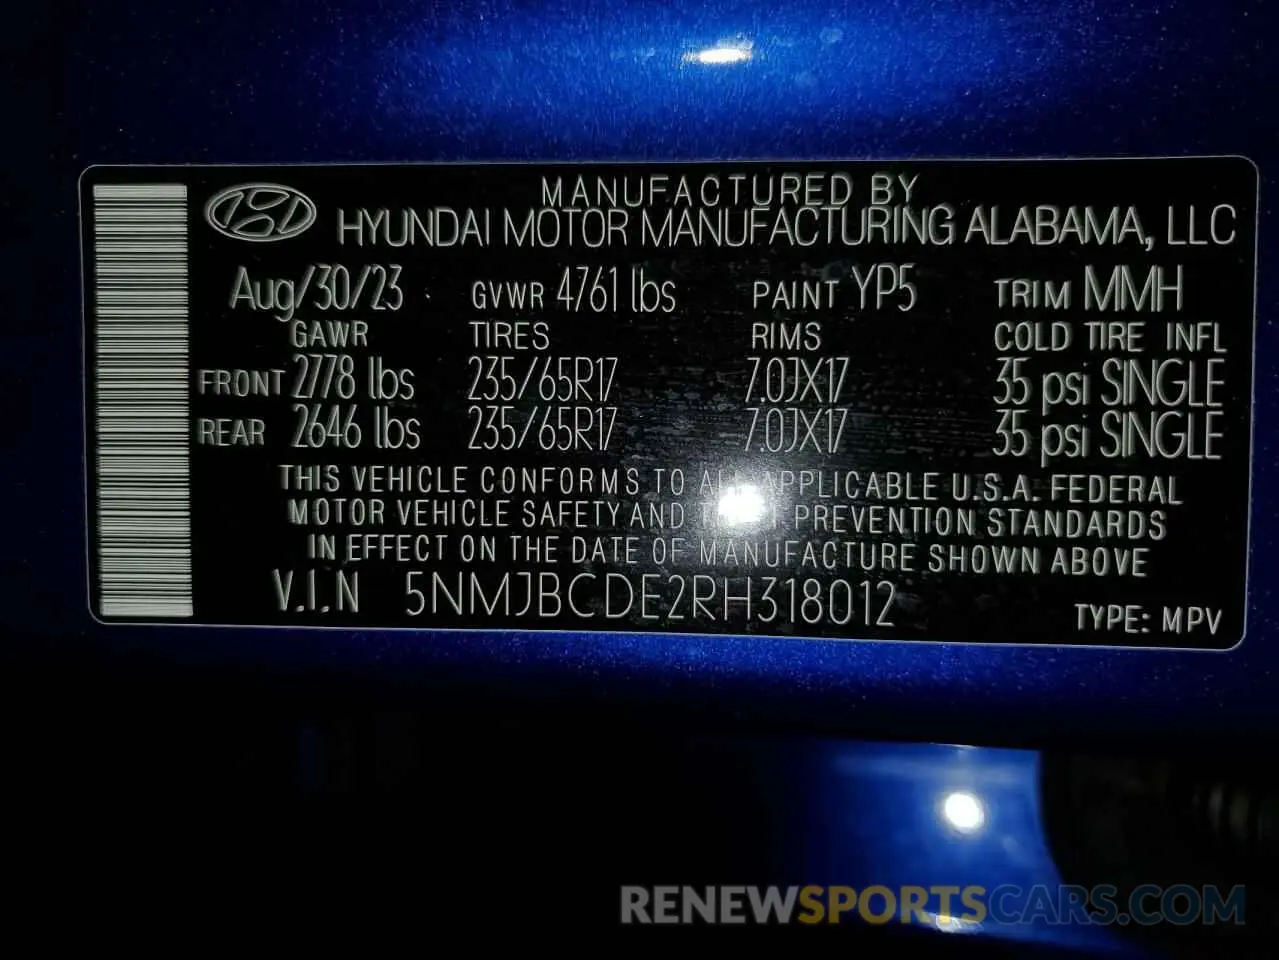 MANUFACTURED BY
HYUNDAI MOTOR MANUFACTURING ALABAMA, LLC
Aug/30/23 GVWR 4761 lbs PAINT YP5 TRIM MMH
GAWR TIRES RIMS COLD TIRE INFL
FRONT 2778 lbs 235/65R17 7.0JX17 35 psi SINGLE
REAR 2646 lbs 235/65R17 7.0JX17 35 psi SINGLE
THIS VEHICLE CONFORMS TO APPLICABLE U.S.A. FEDERAL
MOTOR VEHICLE SAFETY AND PREVENTION STANDARDS
IN EFFECT ON THE DATE OF MANUFACTURE SHOWN ABOVE
V.I.N 5NMJBCDE2RH318012 TYPE: MPV
RENEWSPORTSCARS.COM